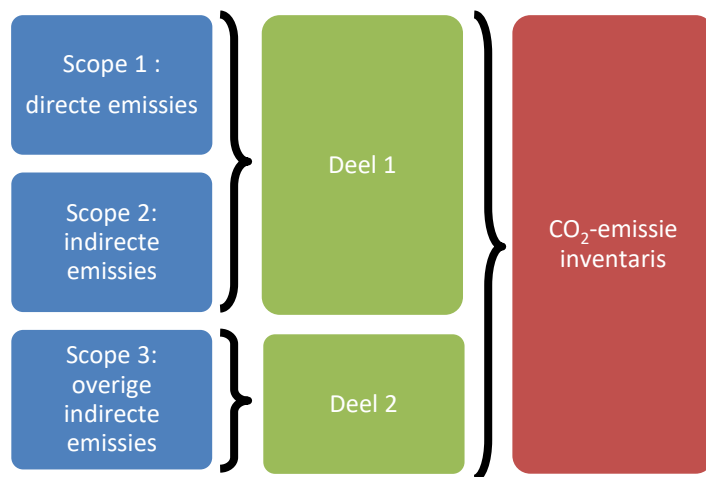 Scope 1 :
directe emissies
Scope 2:
indirecte
emissies
Scope 3:
overige
indirecte
emissies
Deel 1
Deel 2
CO₂-emissie
inventaris